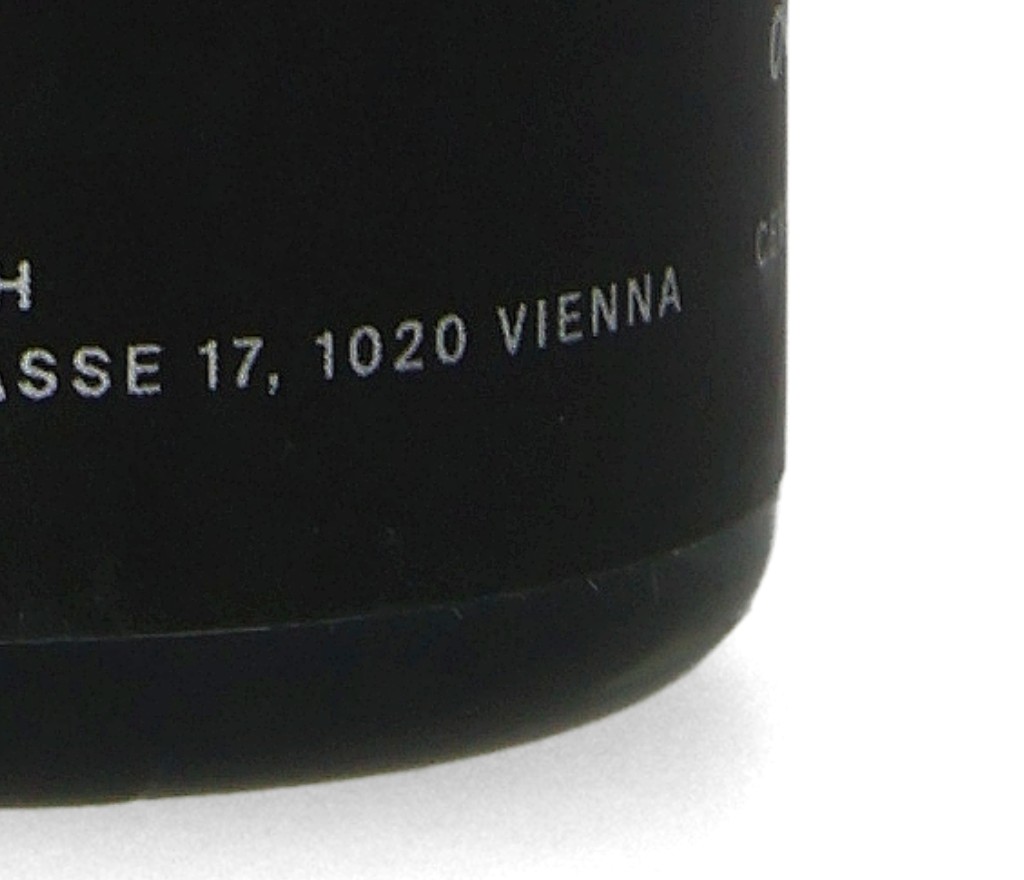 H
ASSE 17, 1020 VIENNA